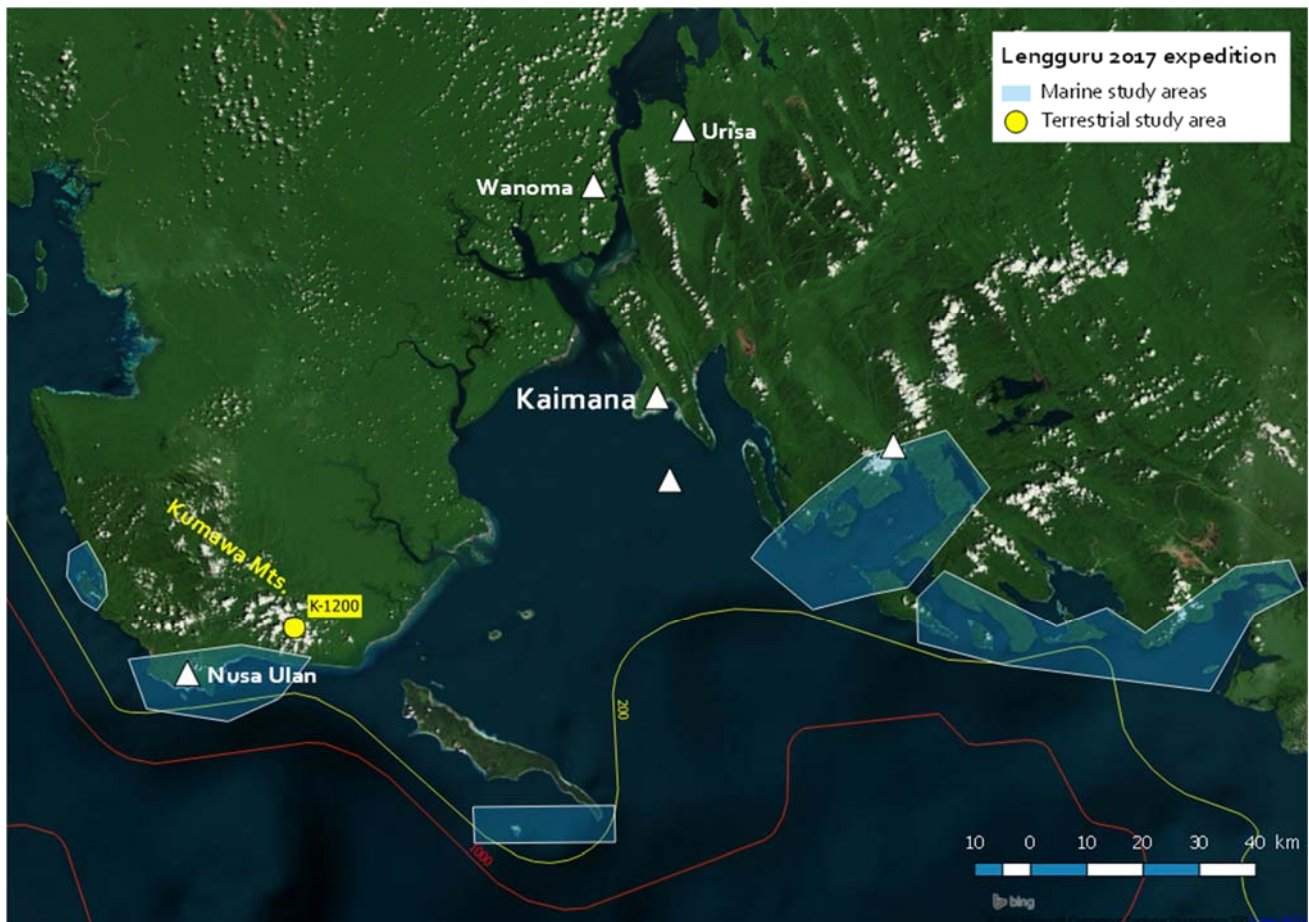 Lengguru 2017 expedition
Marine study areas
Terrestrial study area
Urisa
Wanoma
Kaimana
Kumawa Mts.
K-1200
Nusa Ulan
200
1000
10 0 10 20 30 40 km
bing